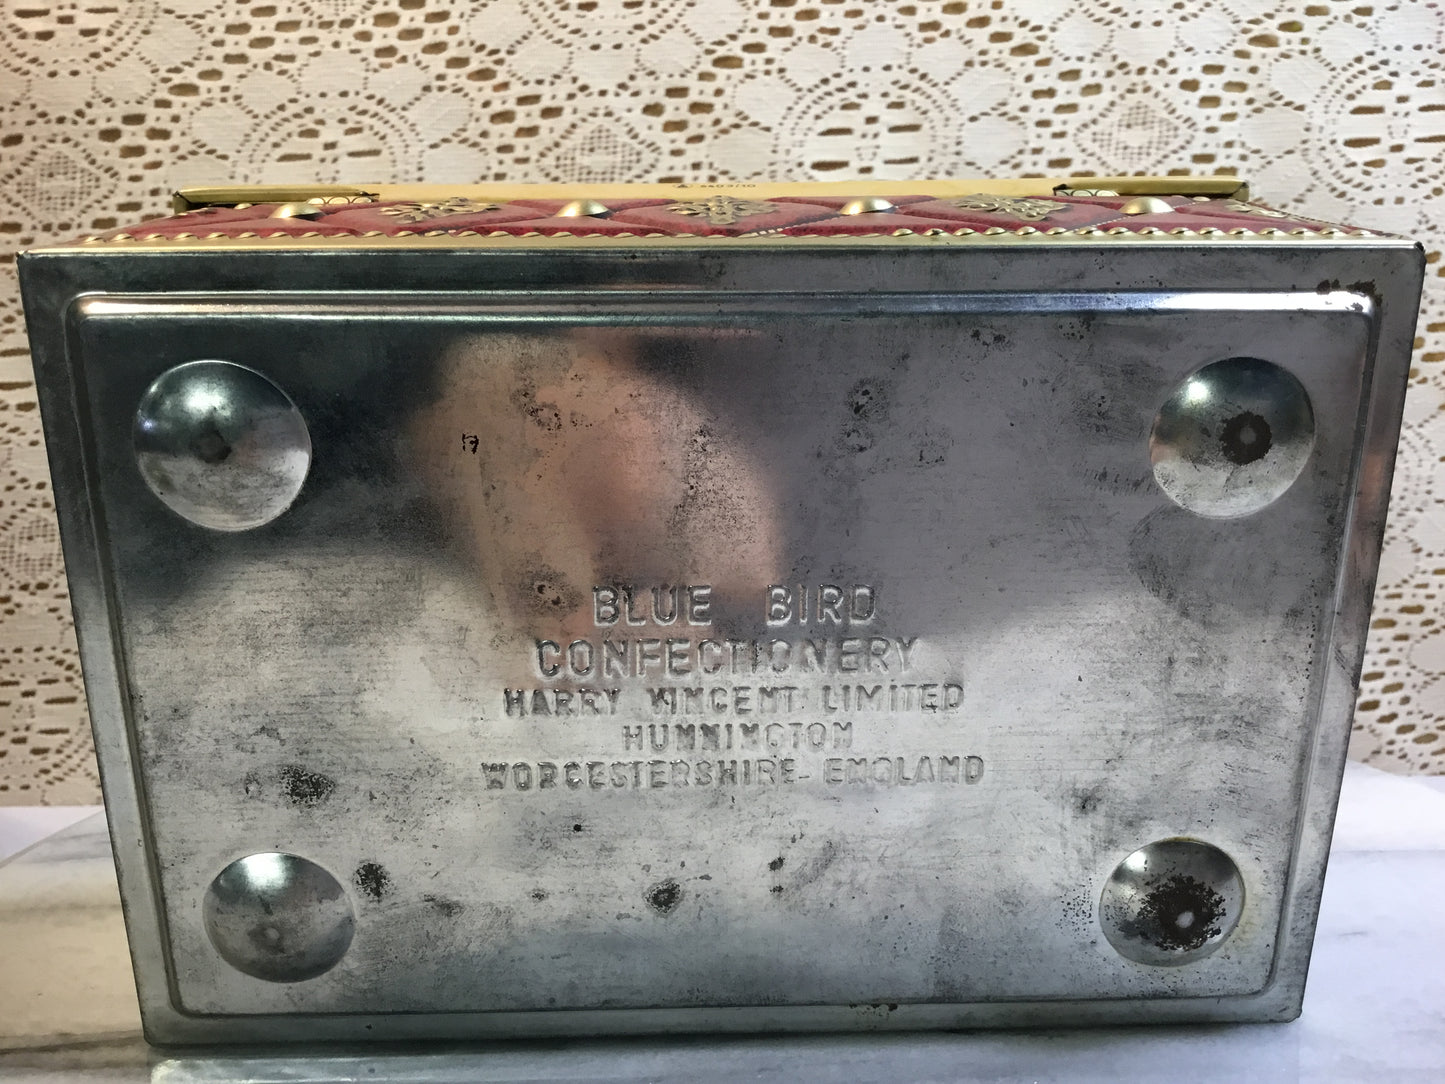 BLUE BIRD
CONFECTIONERY
HARRY VINCENT LIMITED
HUNNINGTON
WORCESTERSHIRE-ENGLAND